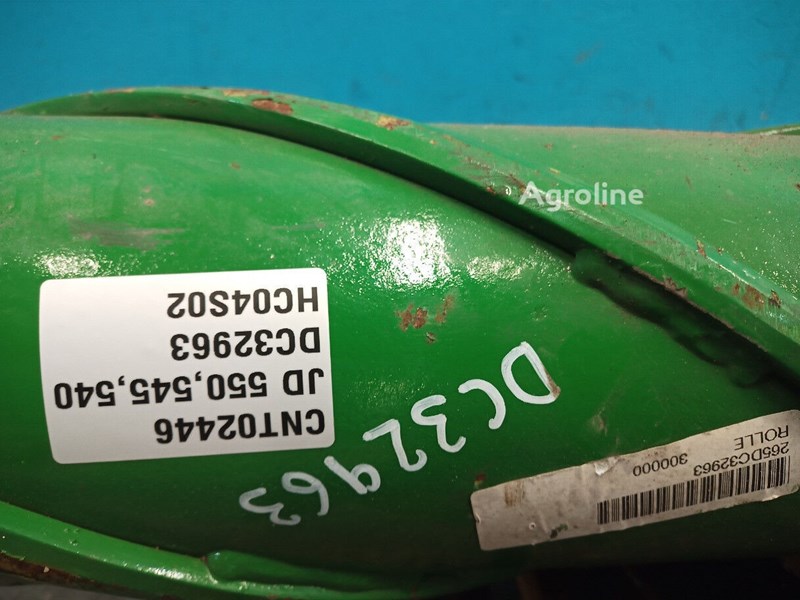 Agroline
CNT02446
JD 550,545,540
DC32963
HC04S02
DC32963
265DC32963
300000
ROLLE